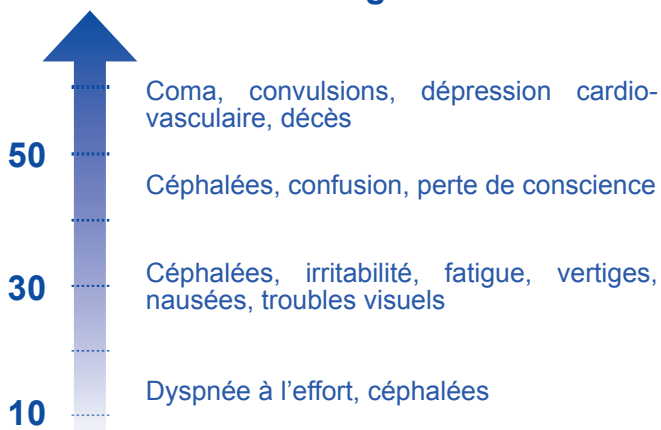 Coma, convulsions, dépression cardio-
vasculaire, décès
50
Céphalées, confusion, perte de conscience
Céphalées, irritabilité, fatigue, vertiges,
30
nausées, troubles visuels
Dyspnée à l’effort, céphalées
10